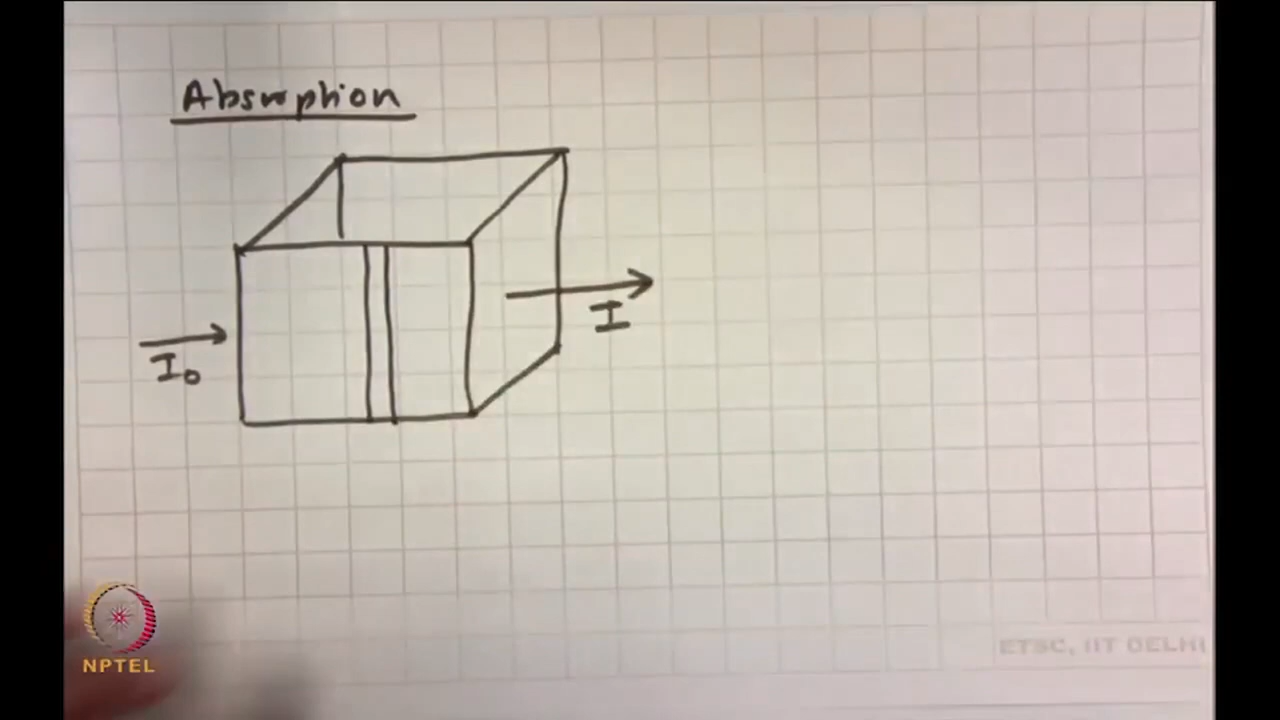 Absorption
I₀
I
NPTEL
ETSC, IIT DELHI